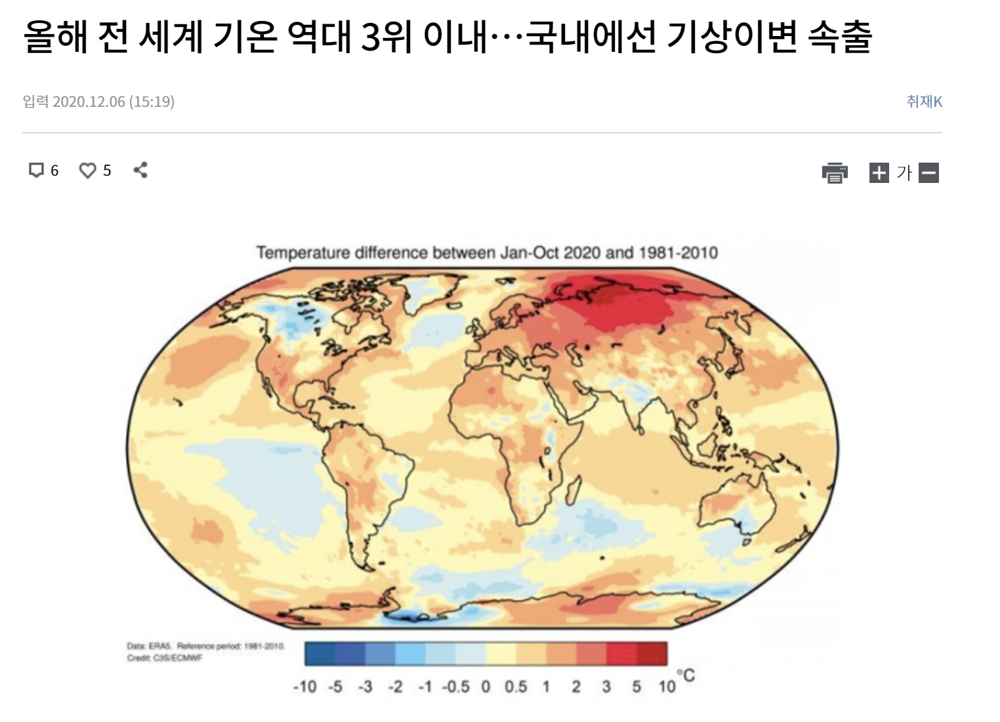 올해 전 세계 기온 역대 3위 이내…국내에선 기상이변 속출
입력 2020.12.06 (15:19)
취재K
6 5
가
Temperature difference between Jan-Oct 2020 and 1981-2010
Data: ERA5. Reference period: 1981-2010.
Credit: C3S/ECMWF
-10 -5 -3 -2 -1 -0.5 0 0.5 1 2 3 5 10 °C